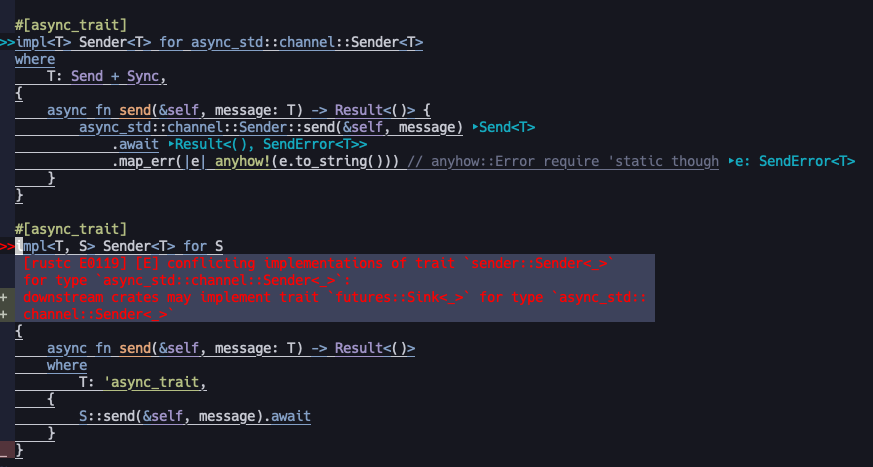 #[async_trait]
>>impl<T> Sender<T> for async_std::channel::Sender<T>
where
    T: Send + Sync,
{
    async fn send(&self, message: T) -> Result<()> {
        async_std::channel::Sender::send(&self, message) ‣Send<T>
            .await ‣Result<(), SendError<T>>
            .map_err(|e| anyhow!(e.to_string())) // anyhow::Error require 'static though ‣e: SendError<T>
    }
}
#[async_trait]
>>impl<T, S> Sender<T> for S
[rustc E0119] [E] conflicting implementations of trait `sender::Sender<_>`
for type `async_std::channel::Sender<_>`:
+ downstream crates may implement trait `futures::Sink<_>` for type `async_std::
+ channel::Sender<_>`
{
    async fn send(&self, message: T) -> Result<()>
    where
        T: 'async_trait,
    {
        S::send(&self, message).await
    }
_}